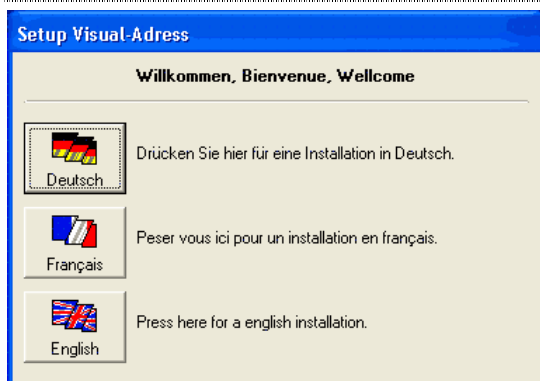 Setup Visual-Adress
Willkommen, Bienvenue, Wellcome
Drücken Sie hier für eine Installation in Deutsch.
Deutsch
Peser vous ici pour un installation en français.
Français
Press here for a english installation.
English